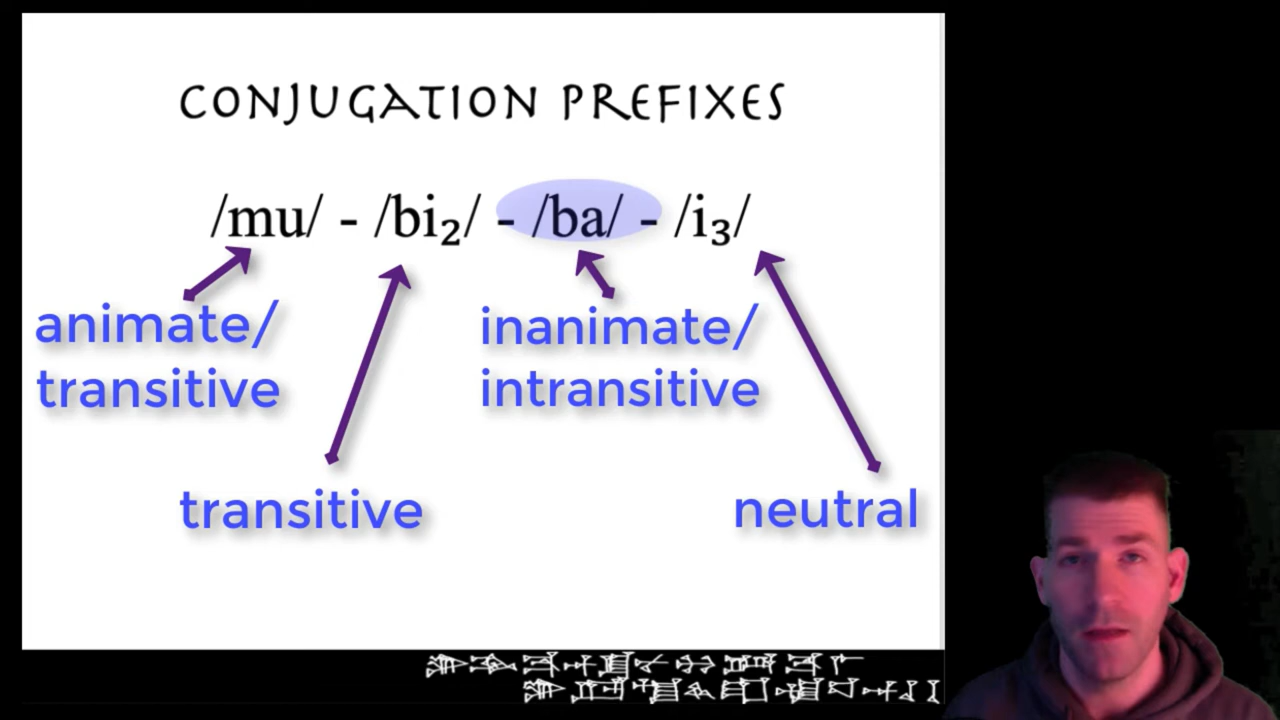 CONJUGATION PREFIXES
/mu/ - /bi₂/ - /ba/ - /i₃/
animate/
transitive
inanimate/
intransitive
transitive
neutral